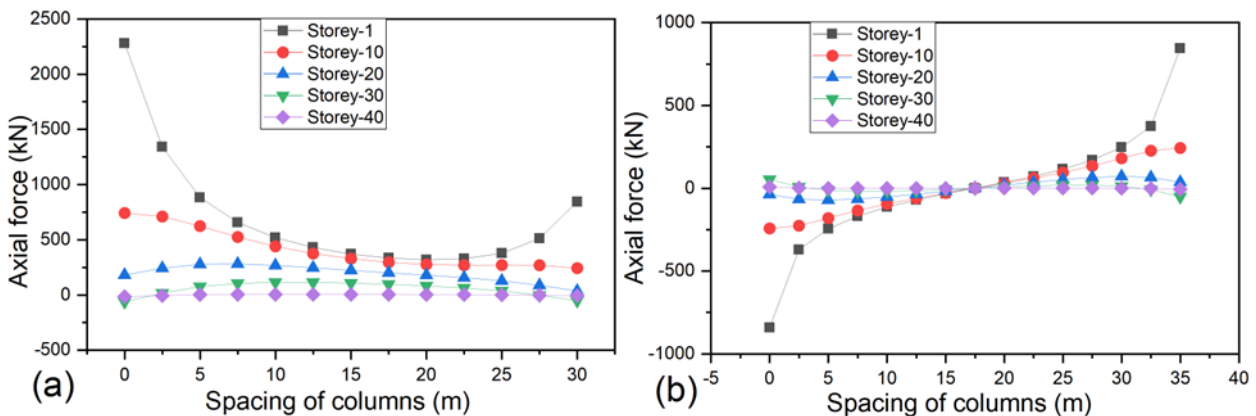 2500
2000
1500
1000
500
0
-500
Axial force (kN)
Storey-1
Storey-10
Storey-20
Storey-30
Storey-40
0 5 10 15 20 25 30
Spacing of columns (m)
(a)
1000
500
0
-500
-1000
Axial force (kN)
Storey-1
Storey-10
Storey-20
Storey-30
Storey-40
-5 0 5 10 15 20 25 30 35 40
Spacing of columns (m)
(b)